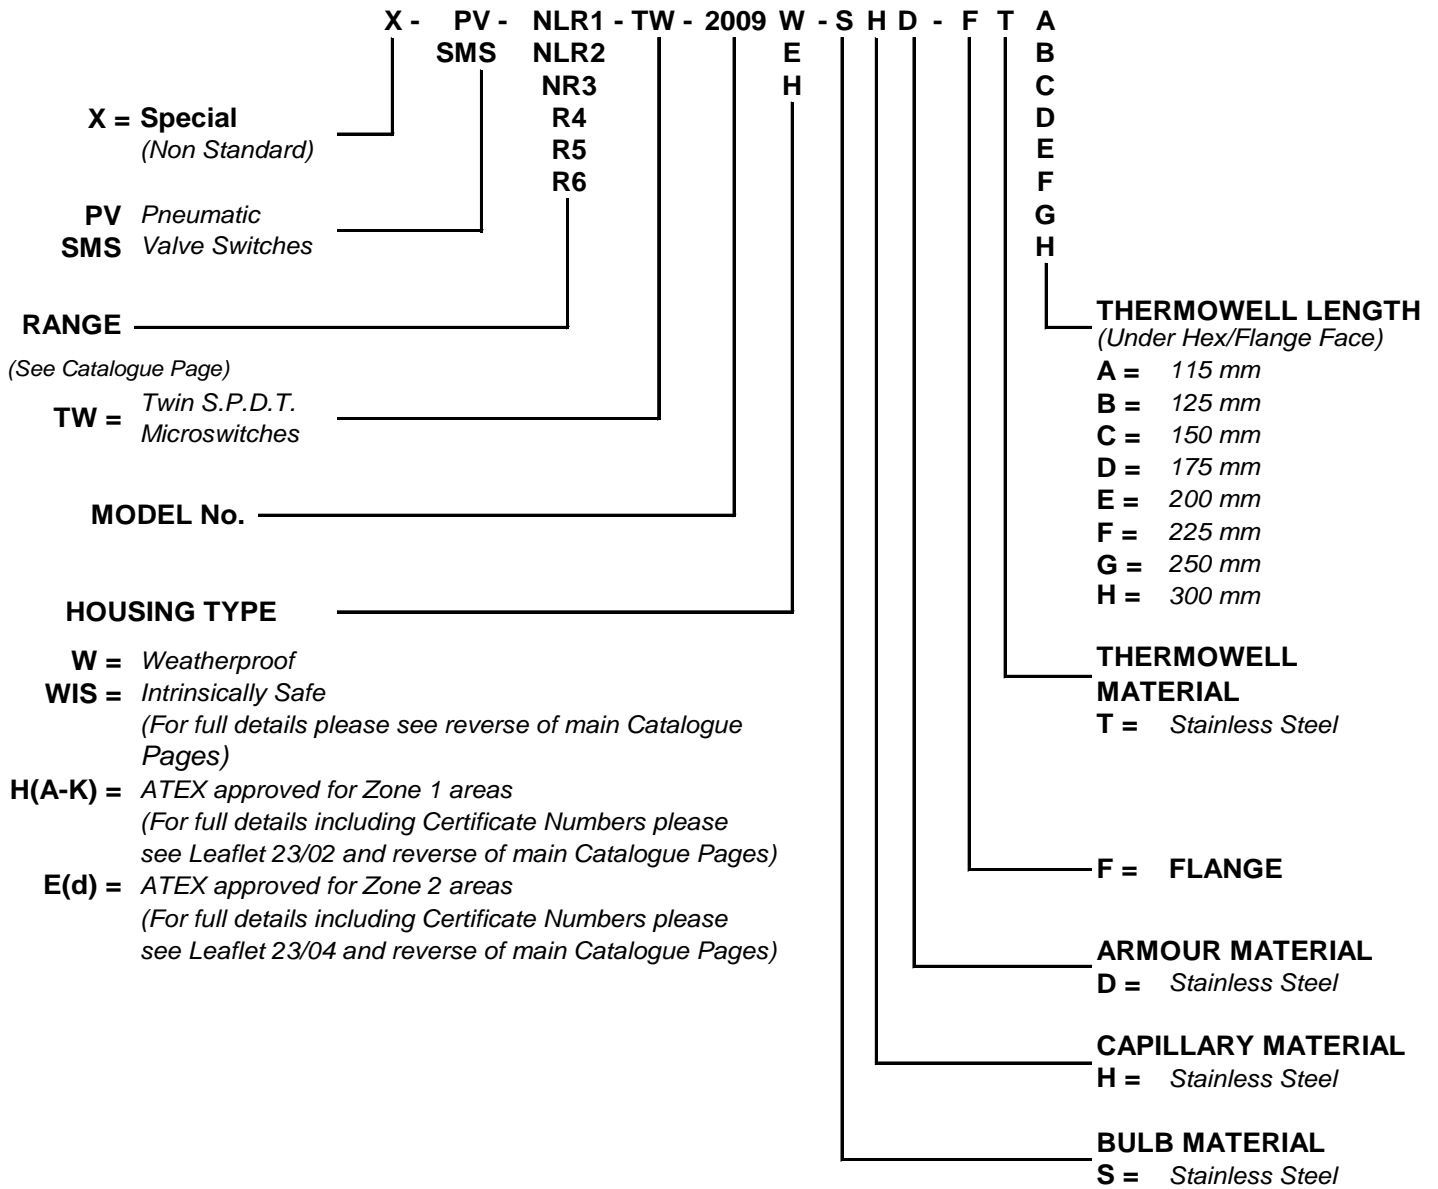 X - PV - NLR1 - TW - 2009 W - S H D - F T A
SMS NLR2 E B
NR3 H C
R4 D
R5 E
R6 F
G
H
X = Special
(Non Standard)
PV Pneumatic
SMS Valve Switches
RANGE
(See Catalogue Page)
TW = Twin S.P.D.T.
Microswitches
MODEL No.
HOUSING TYPE
W = Weatherproof
WIS = Intrinsically Safe
(For full details please see reverse of main Catalogue
Pages)
H(A-K) = ATEX approved for Zone 1 areas
(For full details including Certificate Numbers please
see Leaflet 23/02 and reverse of main Catalogue Pages)
E(d) = ATEX approved for Zone 2 areas
(For full details including Certificate Numbers please
see Leaflet 23/04 and reverse of main Catalogue Pages)
THERMOWELL LENGTH
(Under Hex/Flange Face)
A = 115 mm
B = 125 mm
C = 150 mm
D = 175 mm
E = 200 mm
F = 225 mm
G = 250 mm
H = 300 mm
THERMOWELL
MATERIAL
T = Stainless Steel
F = FLANGE
ARMOUR MATERIAL
D = Stainless Steel
CAPILLARY MATERIAL
H = Stainless Steel
BULB MATERIAL
S = Stainless Steel